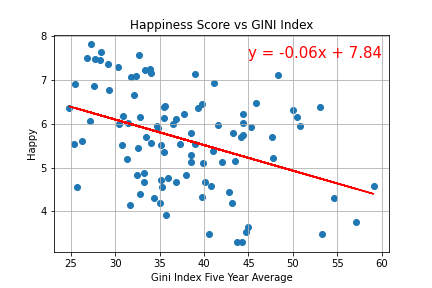 Happiness Score vs GINI Index
y = -0.06x + 7.84
8
7
6
5
4
Happy
25 30 35 40 45 50 55 60
Gini Index Five Year Average